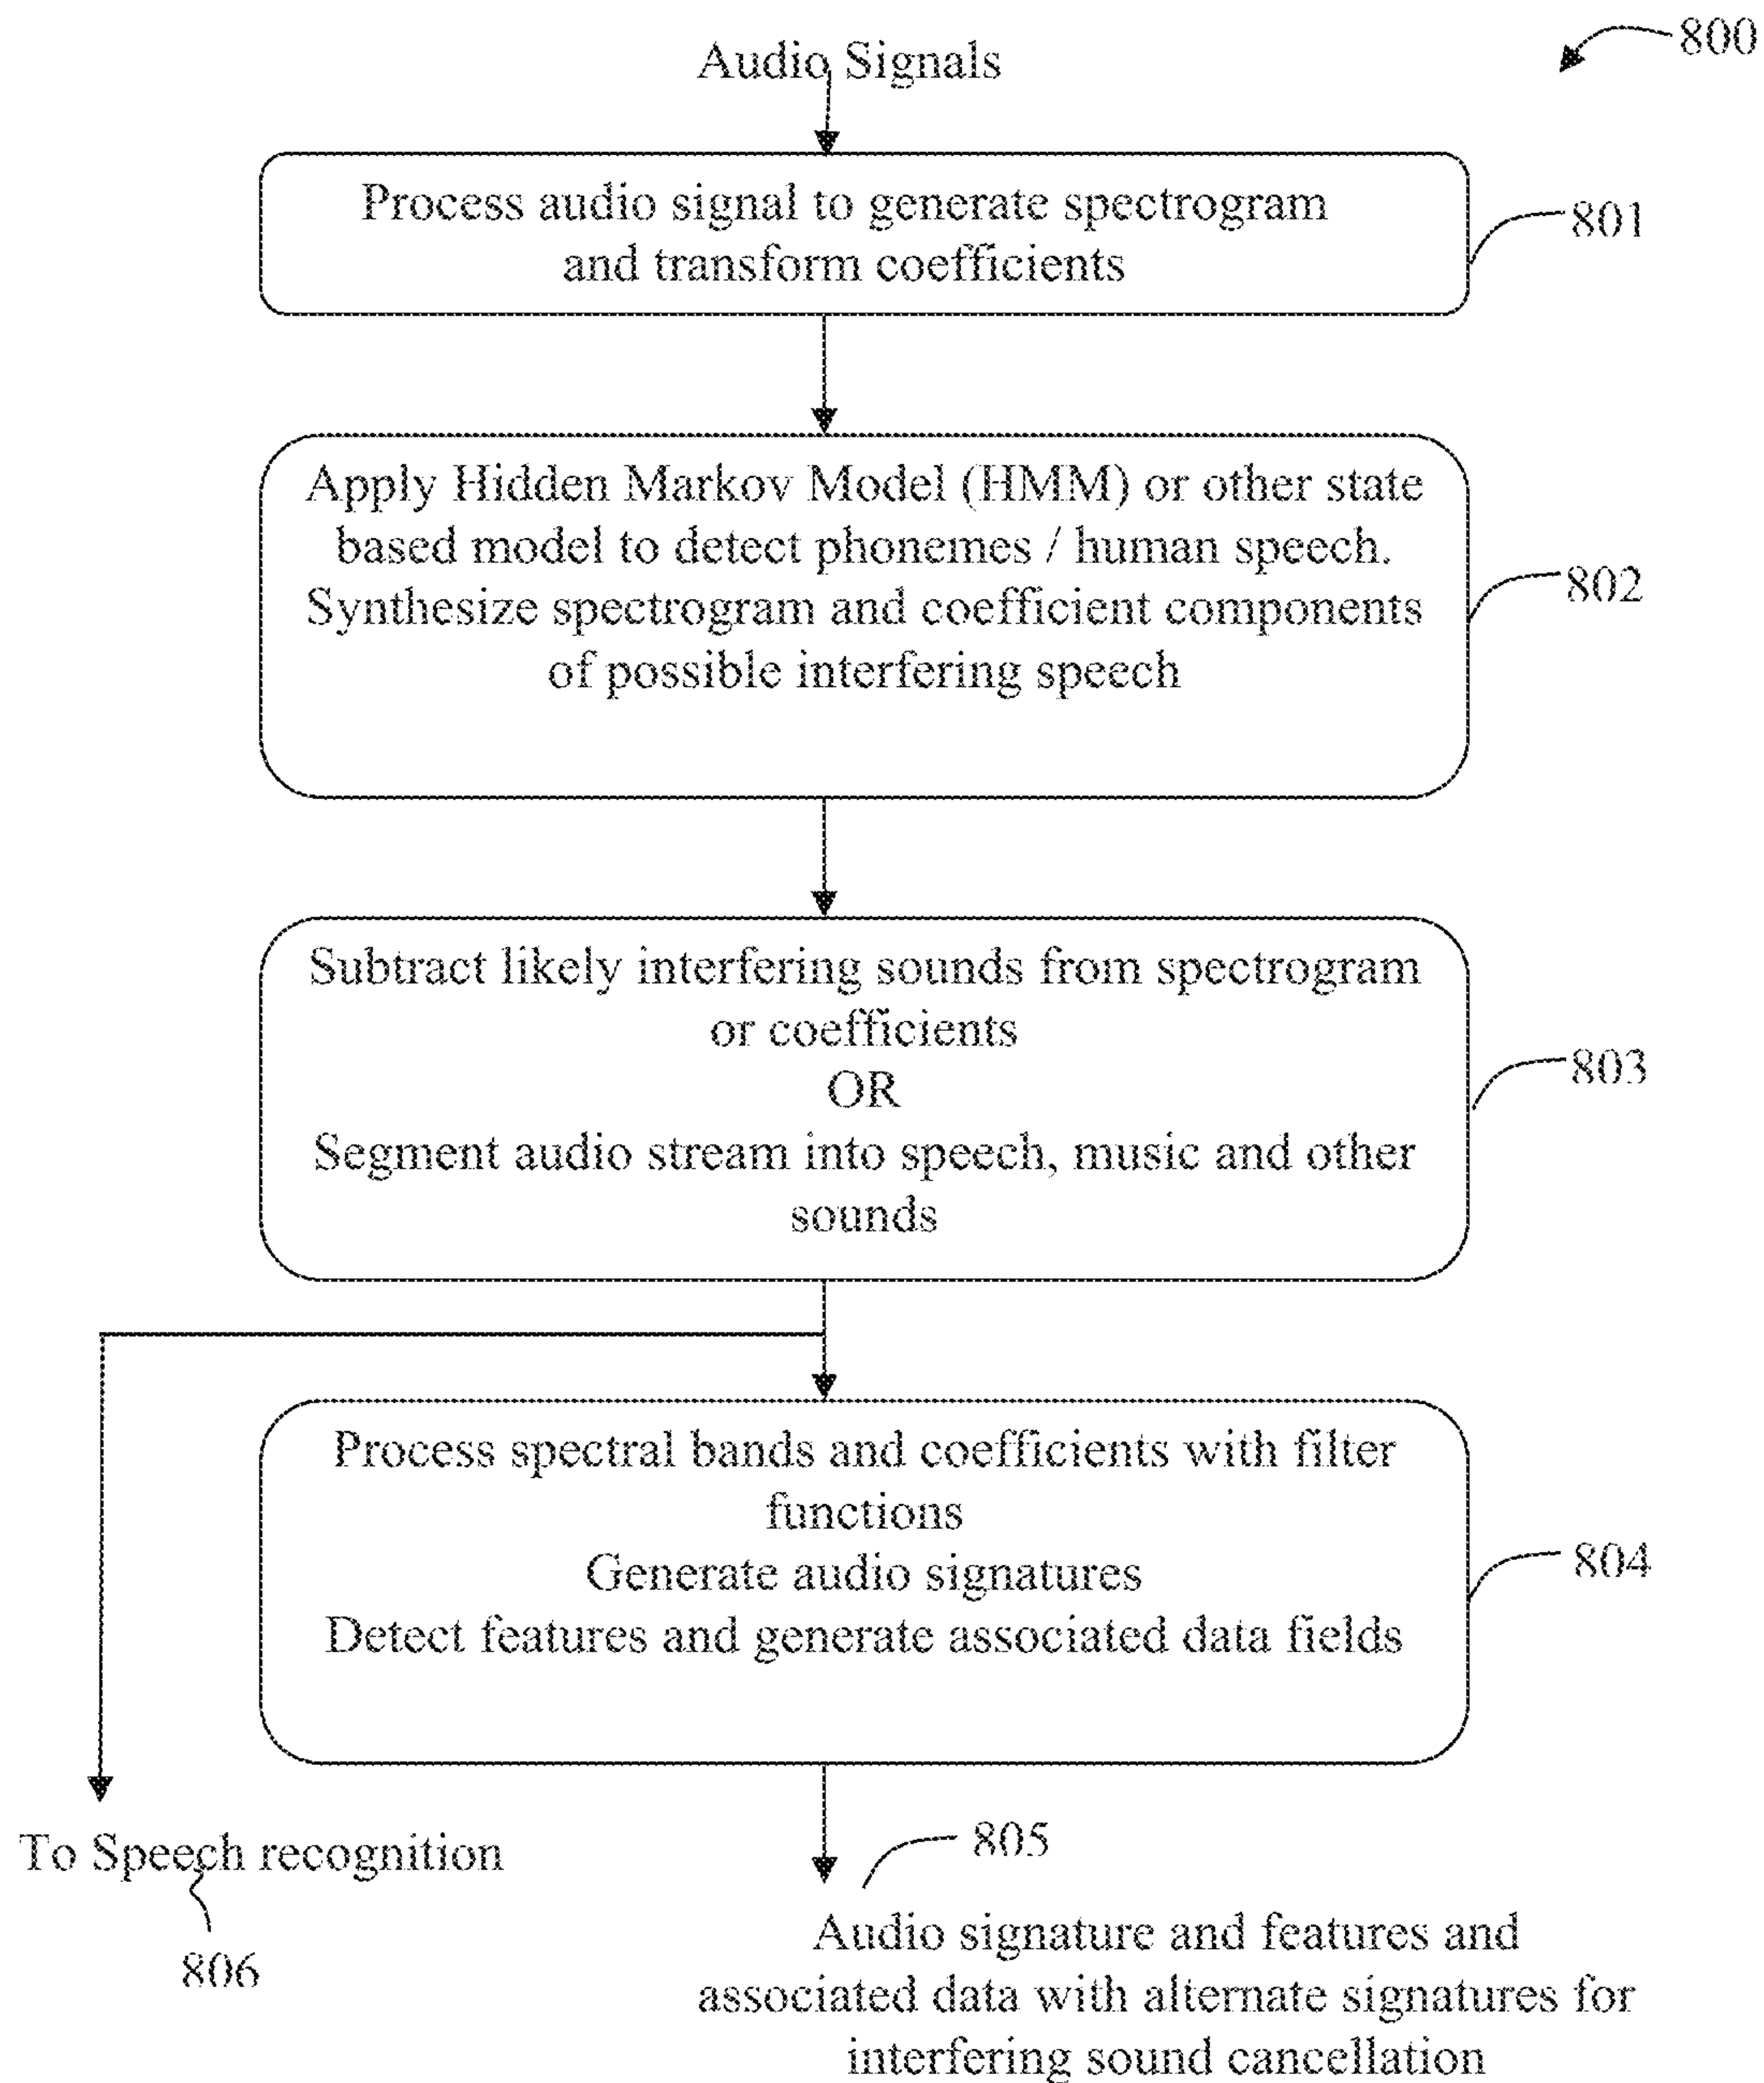 800
Audio Signals
Process audio signal to generate spectrogram
and transform coefficients
801
Apply Hidden Markov Model (HMM) or other state
based model to detect phonemes / human speech.
Synthesize spectrogram and coefficient components
of possible interfering speech
802
Subtract likely interfering sounds from spectrogram
or coefficients
OR
Segment audio stream into speech, music and other
sounds
803
Process spectral bands and coefficients with filter
functions
Generate audio signatures
Detect features and generate associated data fields
804
To Speech recognition
806
805
Audio signature and features and
associated data with alternate signatures for
interfering sound cancellation